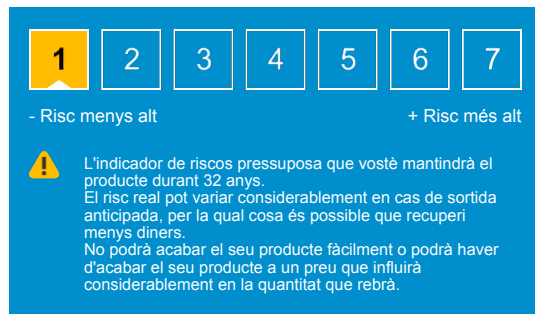 1 2 3 4 5 6 7
- Risc menys alt + Risc més alt
L'indicador de riscos pressuposa que vostè mantindrà el
producte durant 32 anys.
El risc real pot variar considerablement en cas de sortida
anticipada, per la qual cosa és possible que recuperi
menys diners.
No podrà acabar el seu producte fàcilment o podrà haver
d'acabar el seu producte a un preu que influirà
considerablement en la quantitat que rebrà.